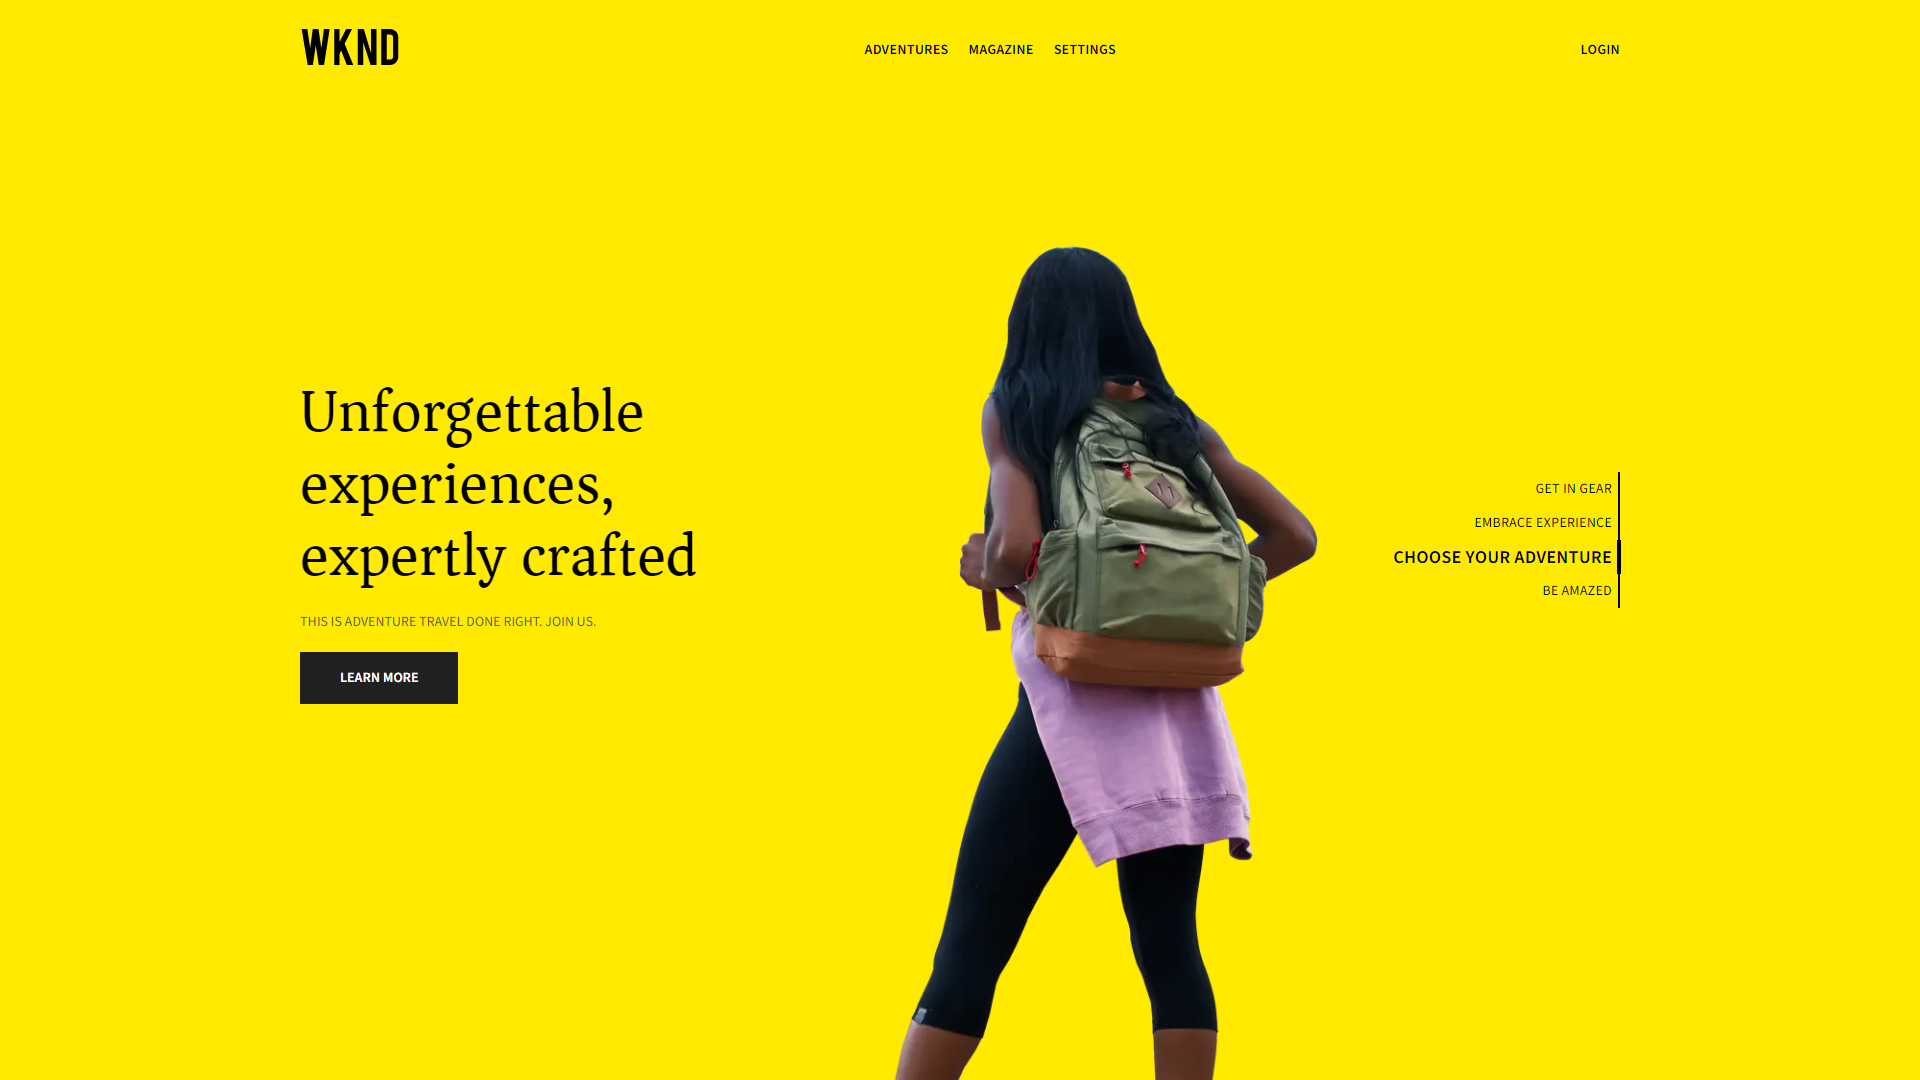 WKND
ADVENTURES
MAGAZINE
SETTINGS
LOGIN
Unforgettable
experiences,
expertly crafted
THIS IS ADVENTURE TRAVEL DONE RIGHT. JOIN US.
LEARN MORE
GET IN GEAR
EMBRACE EXPERIENCE
CHOOSE YOUR ADVENTURE
BE AMAZED